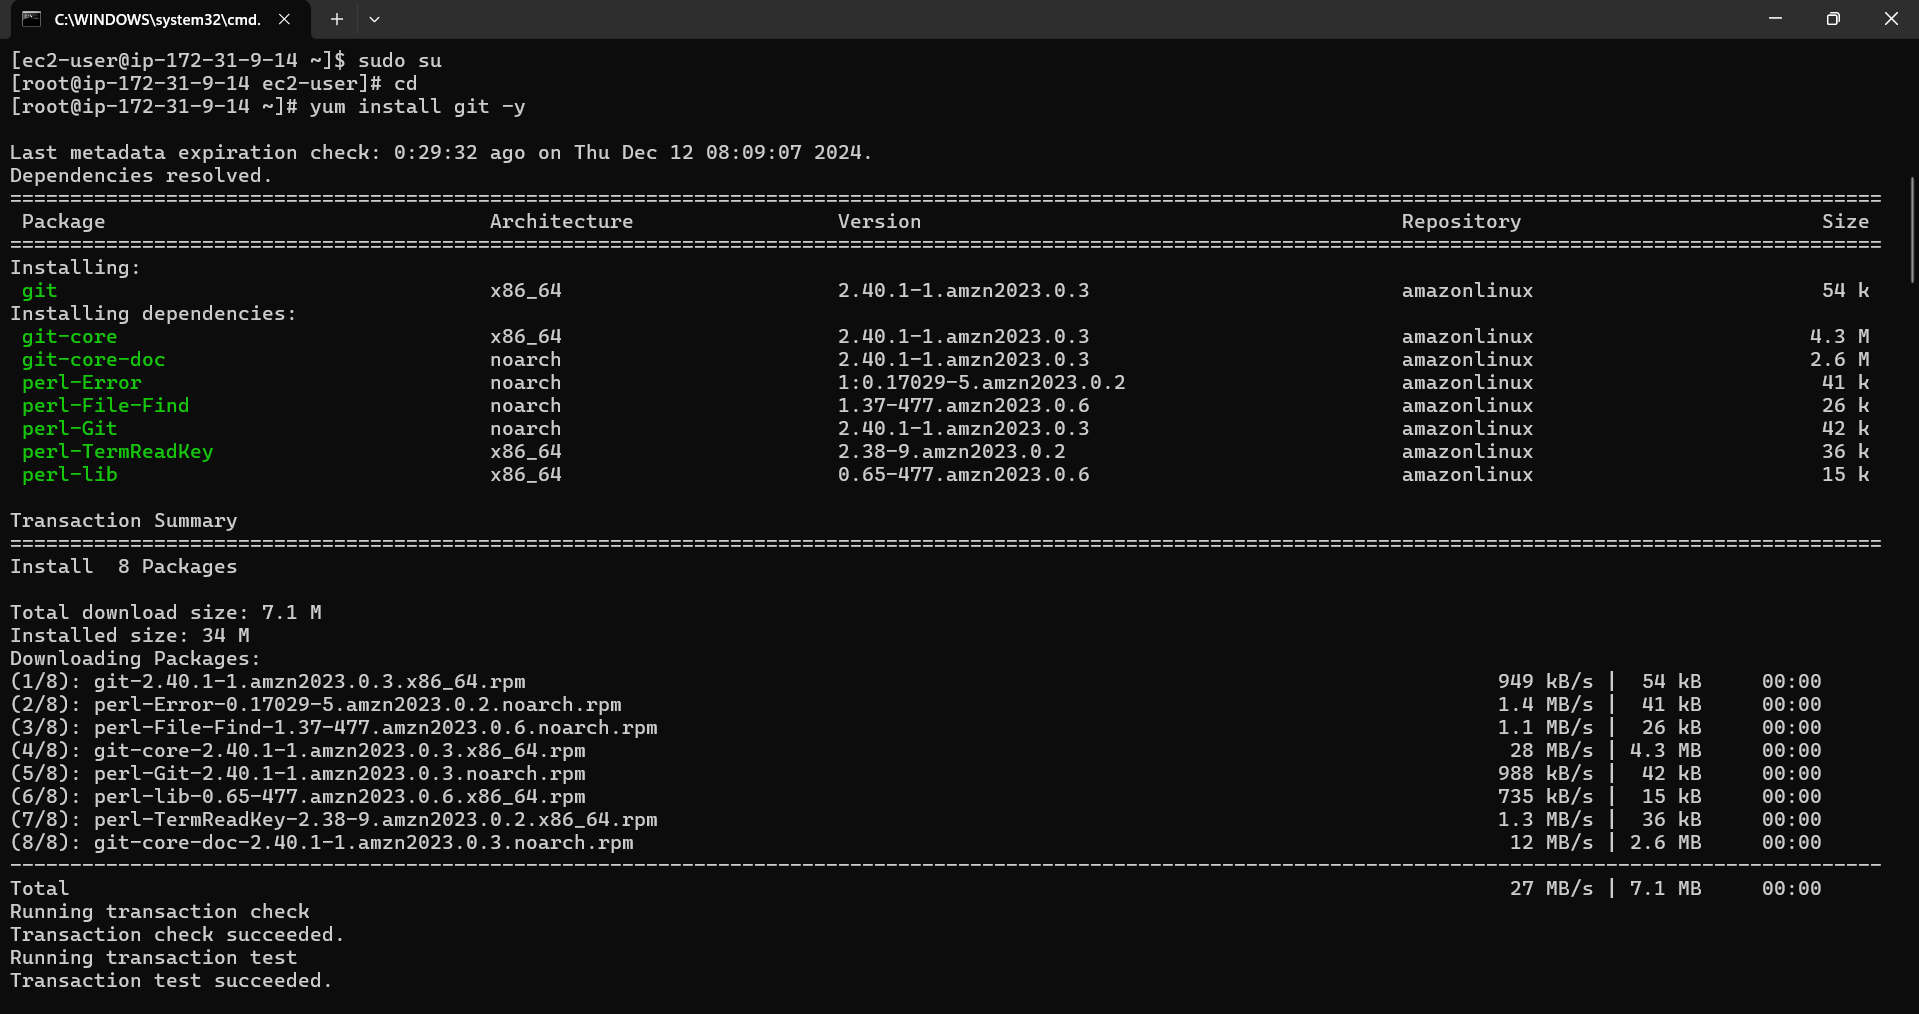 C:\WINDOWS\system32\cmd.
[ec2-user@ip-172-31-9-14 ~]$ sudo su
[root@ip-172-31-9-14 ec2-user]# cd
[root@ip-172-31-9-14 ~]# yum install git -y
Last metadata expiration check: 0:29:32 ago on Thu Dec 12 08:09:07 2024.
Dependencies resolved.
================================================================================
Package Architecture Version Repository Size
================================================================================
Installing:
git x86_64 2.40.1-1.amzn2023.0.3 amazonlinux 54 k
Installing dependencies:
git-core x86_64 2.40.1-1.amzn2023.0.3 amazonlinux 4.3 M
git-core-doc noarch 2.40.1-1.amzn2023.0.3 amazonlinux 2.6 M
perl-Error noarch 1:0.17029-5.amzn2023.0.2 amazonlinux 41 k
perl-File-Find noarch 1.37-477.amzn2023.0.6 amazonlinux 26 k
perl-Git noarch 2.40.1-1.amzn2023.0.3 amazonlinux 42 k
perl-TermReadKey x86_64 2.38-9.amzn2023.0.2 amazonlinux 36 k
perl-lib x86_64 0.65-477.amzn2023.0.6 amazonlinux 15 k
Transaction Summary
================================================================================
Install 8 Packages
Total download size: 7.1 M
Installed size: 34 M
Downloading Packages:
(1/8): git-2.40.1-1.amzn2023.0.3.x86_64.rpm 949 kB/s | 54 kB 00:00
(2/8): perl-Error-0.17029-5.amzn2023.0.2.noarch.rpm 1.4 MB/s | 41 kB 00:00
(3/8): perl-File-Find-1.37-477.amzn2023.0.6.noarch.rpm 1.1 MB/s | 26 kB 00:00
(4/8): git-core-2.40.1-1.amzn2023.0.3.x86_64.rpm 28 MB/s | 4.3 MB 00:00
(5/8): perl-Git-2.40.1-1.amzn2023.0.3.noarch.rpm 988 kB/s | 42 kB 00:00
(6/8): perl-lib-0.65-477.amzn2023.0.6.x86_64.rpm 735 kB/s | 15 kB 00:00
(7/8): perl-TermReadKey-2.38-9.amzn2023.0.2.x86_64.rpm 1.3 MB/s | 36 kB 00:00
(8/8): git-core-doc-2.40.1-1.amzn2023.0.3.noarch.rpm 12 MB/s | 2.6 MB 00:00
--------------------------------------------------------------------------------
Total 27 MB/s | 7.1 MB 00:00
Running transaction check
Transaction check succeeded.
Running transaction test
Transaction test succeeded.